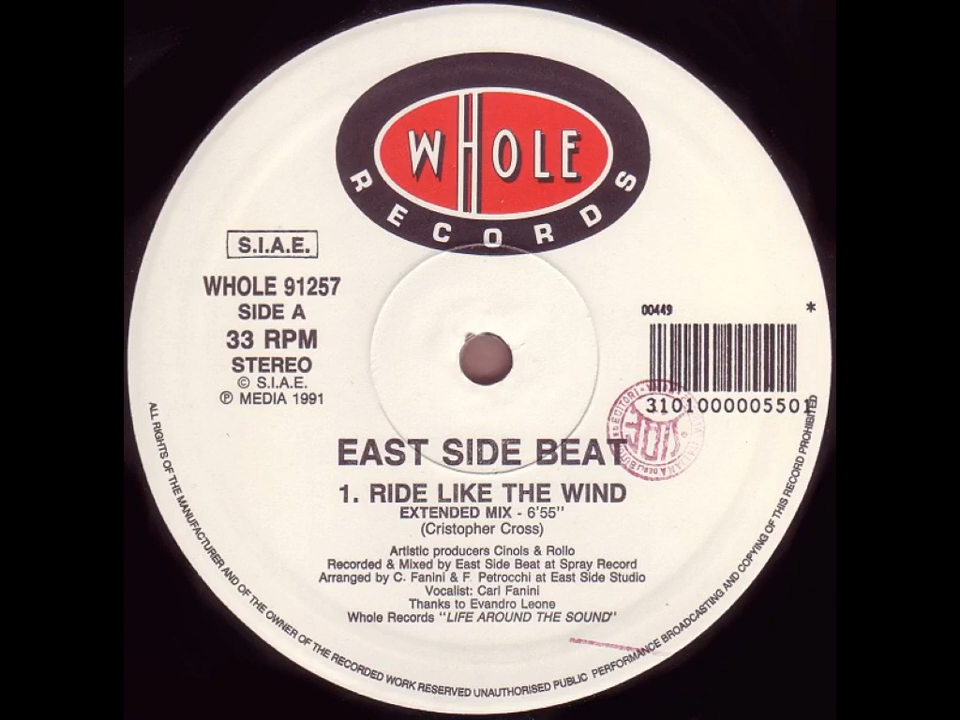 WHOLE
RECORDS
S.I.A.E.
WHOLE 91257
SIDE A
33 RPM
STEREO
© S.I.A.E.
℗ MEDIA 1991
00449 *
3101000005501
EAST SIDE BEAT
1. RIDE LIKE THE WIND
EXTENDED MIX - 6'55''
(Cristopher Cross)
Artistic producers Cinols & Rollo
Recorded & Mixed by East Side Beat at Spray Record
Arranged by C. Fanini & F. Petrocchi at East Side Studio
Vocalist: Carl Fanini
Thanks to Evandro Leone
Whole Records "LIFE AROUND THE SOUND"
ALL RIGHTS OF THE MANUFACTURER AND OF THE OWNER OF THE RECORDED WORK RESERVED UNAUTHORISED PUBLIC PERFORMANCE BROADCASTING AND COPYING OF THIS RECORD PROHIBITED